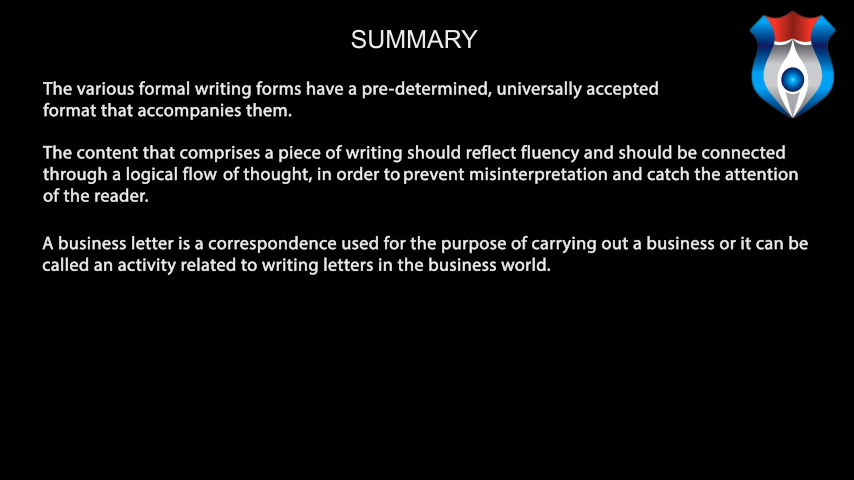 SUMMARY
The various formal writing forms have a pre-determined, universally accepted
format that accompanies them.
The content that comprises a piece of writing should reflect fluency and should be connected
through a logical flow of thought, in order to prevent misinterpretation and catch the attention
of the reader.
A business letter is a correspondence used for the purpose of carrying out a business or it can be
called an activity related to writing letters in the business world.